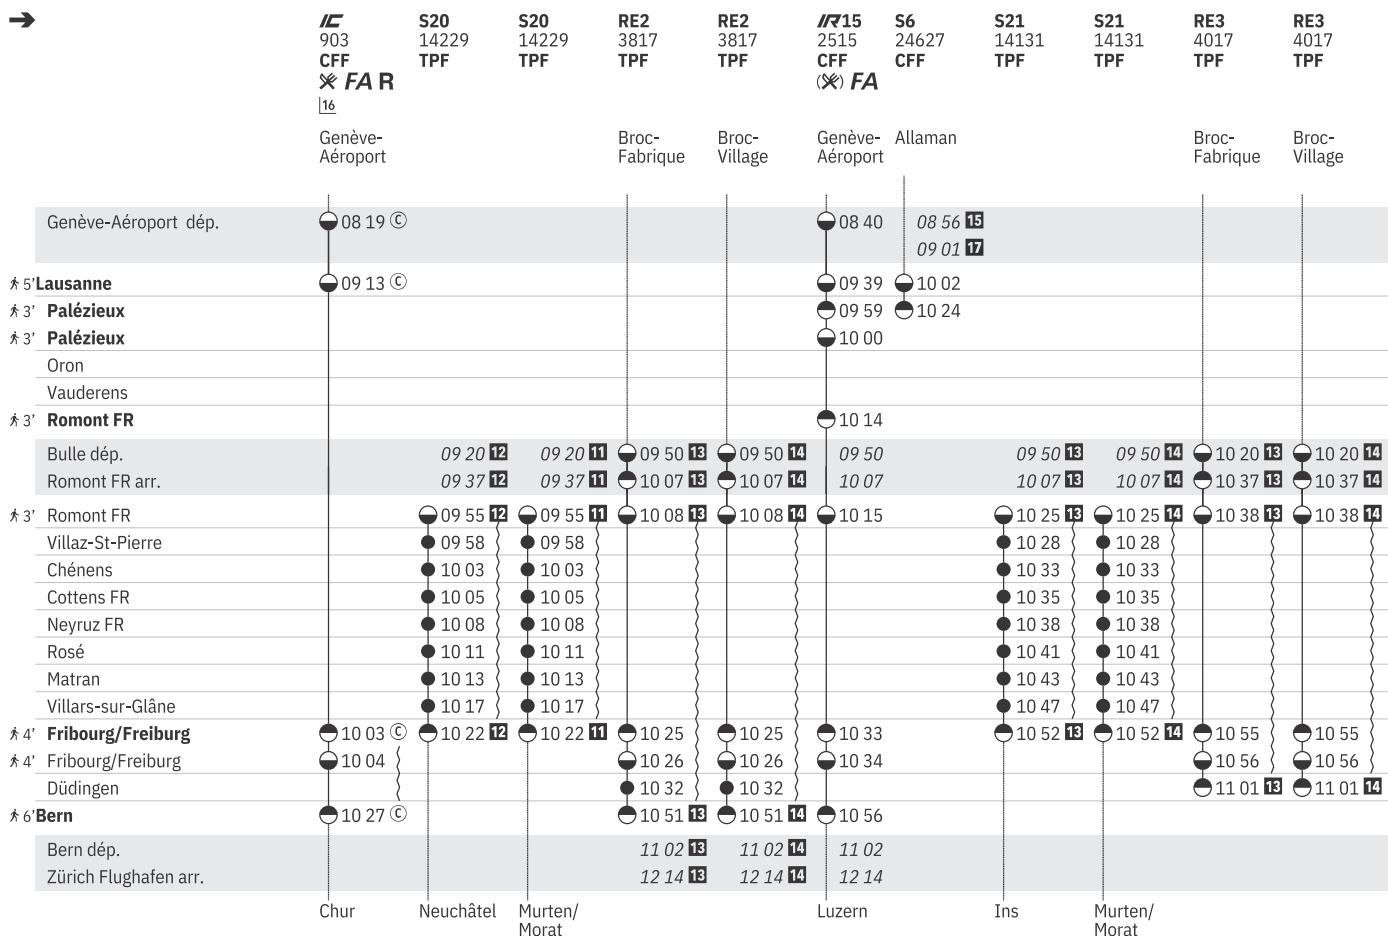 IC S20 S20 RE2 RE2 IR15 S6 S21 S21 RE3 RE3
903 14229 14229 3817 3817 2515 24627 14131 14131 4017 4017
CFF TPF TPF TPF TPF CFF CFF TPF TPF TPF TPF
FA R FA
16
Genève- Broc- Broc- Genève- Allaman Broc- Broc-
Aéroport Fabrique Village Aéroport Fabrique Village
Genève-Aéroport dép. 08 19 C 08 40 08 56 15
09 01 17
5' Lausanne 09 13 C 09 39 10 02
3' Palézieux 09 59 10 24
3' Palézieux 10 00
Oron
Vauderens
3' Romont FR 10 14
Bulle dép. 09 20 12 09 20 11 09 50 13 09 50 14 09 50 09 50 13 09 50 14 10 20 13 10 20 14
Romont FR arr. 09 37 12 09 37 11 10 07 13 10 07 14 10 07 10 07 13 10 07 14 10 37 13 10 37 14
3' Romont FR 09 55 12 09 55 11 10 08 13 10 08 14 10 15 10 25 13 10 25 14 10 38 13 10 38 14
Villaz-St-Pierre 09 58 09 58 10 28 10 28
Chénens 10 03 10 03 10 33 10 33
Cottens FR 10 05 10 05 10 35 10 35
Neyruz FR 10 08 10 08 10 38 10 38
Rosé 10 11 10 11 10 41 10 41
Matran 10 13 10 13 10 43 10 43
Villars-sur-Glâne 10 17 10 17 10 47 10 47
4' Fribourg/Freiburg 10 03 C 10 22 12 10 22 11 10 25 10 25 10 33 10 52 13 10 52 14 10 55 10 55
4' Fribourg/Freiburg 10 04 10 26 10 26 10 34 10 56 10 56
Düdingen 10 32 10 32 11 01 13 11 01 14
6' Bern 10 27 C 10 51 13 10 51 14 10 56
Bern dép. 11 02 13 11 02 14 11 02
Zürich Flughafen arr. 12 14 13 12 14 14 12 14
Chur Neuchâtel Murten/ Luzern Ins Murten/
Morat Morat